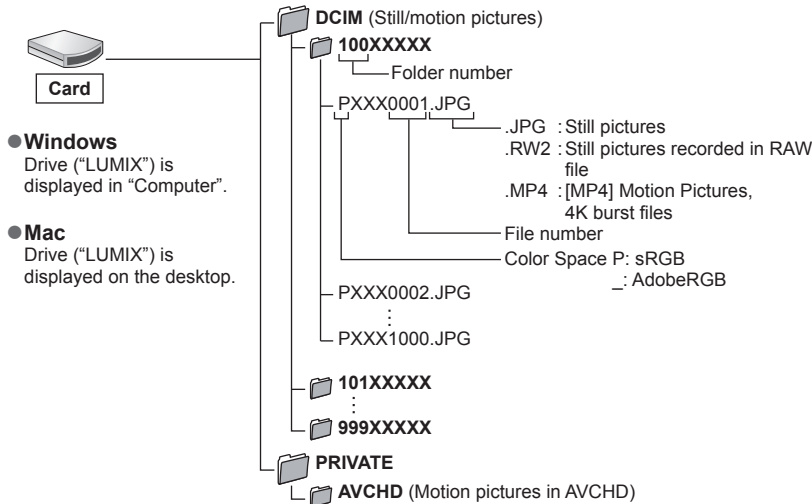 DCIM (Still/motion pictures)
100XXXXX
Folder number
Card
PXXX0001.JPG
.JPG : Still pictures
.RW2 : Still pictures recorded in RAW
file
.MP4 : [MP4] Motion Pictures,
4K burst files
File number
Color Space P: sRGB
_: AdobeRGB
●Windows
Drive ("LUMIX") is
displayed in "Computer".
●Mac
Drive ("LUMIX") is
displayed on the desktop.
PXXX0002.JPG
PXXX1000.JPG
101XXXXX
999XXXXX
PRIVATE
AVCHD (Motion pictures in AVCHD)